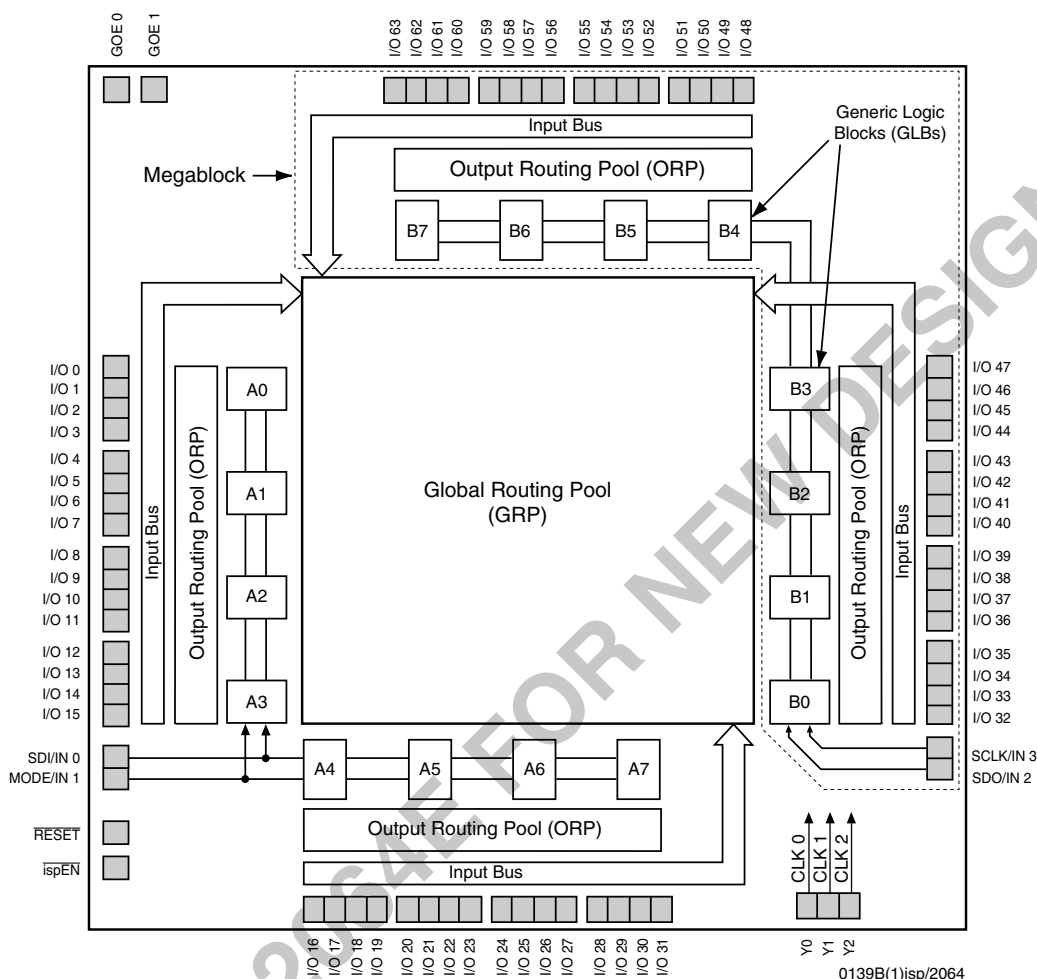 GOE 0
GOE 1
I/O 63
I/O 62
I/O 61
I/O 60
I/O 59
I/O 58
I/O 57
I/O 56
I/O 55
I/O 54
I/O 53
I/O 52
I/O 51
I/O 50
I/O 49
I/O 48
Input Bus
Generic Logic
Blocks (GLBs)
Output Routing Pool (ORP)
Megablock
B7
B6
B5
B4
I/O 0
I/O 1
I/O 2
I/O 3
I/O 4
I/O 5
I/O 6
I/O 7
I/O 8
I/O 9
I/O 10
I/O 11
I/O 12
I/O 13
I/O 14
I/O 15
Input Bus
Output Routing Pool (ORP)
A0
A1
A2
A3
Global Routing Pool
(GRP)
B3
B2
B1
B0
Output Routing Pool (ORP)
Input Bus
I/O 47
I/O 46
I/O 45
I/O 44
I/O 43
I/O 42
I/O 41
I/O 40
I/O 39
I/O 38
I/O 37
I/O 36
I/O 35
I/O 34
I/O 33
I/O 32
SDI/IN 0
MODE/IN 1
A4
A5
A6
A7
SCLK/IN 3
SDO/IN 2
RESET
ispEN
Output Routing Pool (ORP)
Input Bus
CLK 0
CLK 1
CLK 2
I/O 16
I/O 17
I/O 18
I/O 19
I/O 20
I/O 21
I/O 22
I/O 23
I/O 24
I/O 25
I/O 26
I/O 27
I/O 28
I/O 29
I/O 30
I/O 31
Y0
Y1
Y2
0139B(1)isp/2064
2064E FOR NEW DESIGN